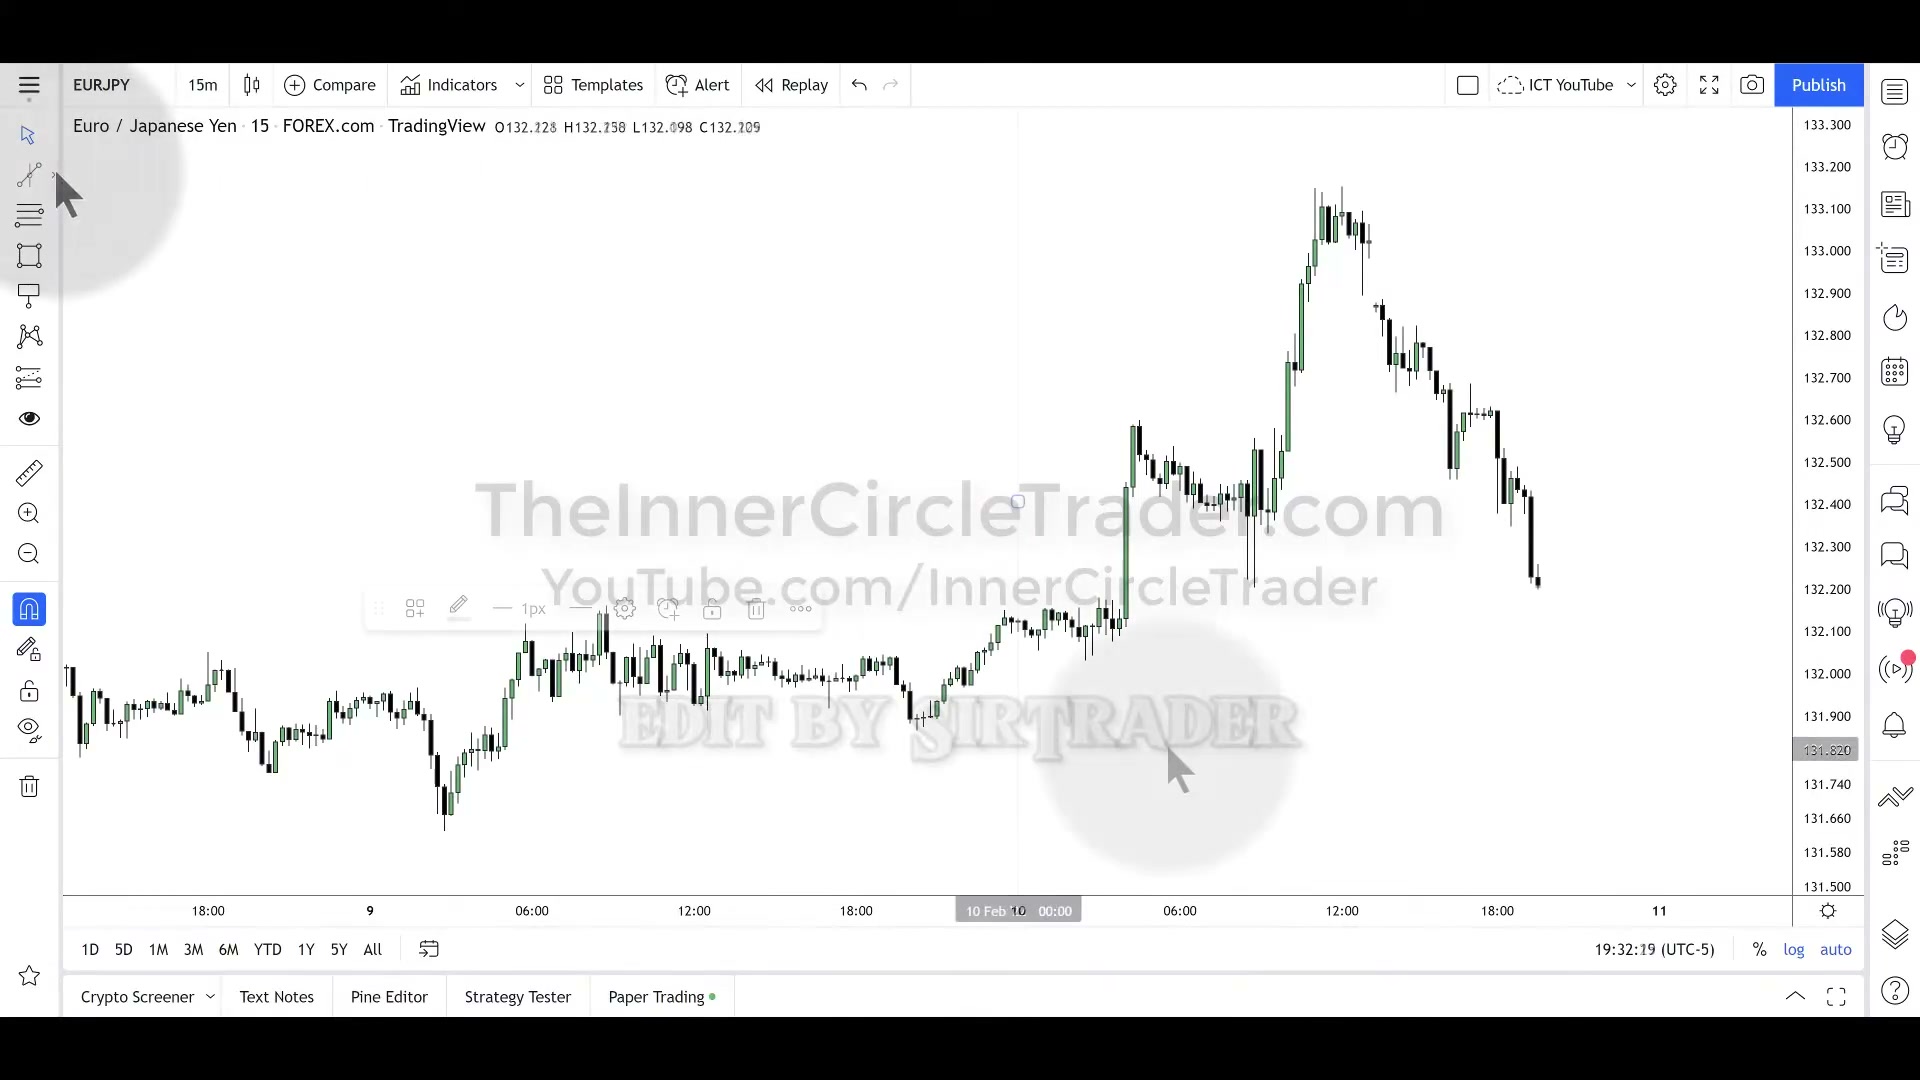 EURJPY 15m Compare Indicators Templates Alert Replay ICT YouTube Publish
Euro / Japanese Yen · 15 · FOREX.com · TradingView
133.300
133.200
133.100
133.000
132.900
132.800
132.700
132.600
132.500
132.400
132.300
132.200
132.100
132.000
131.900
131.820
131.740
131.660
131.580
131.500
TheInnerCircleTrader.com
YouTube.com/InnerCircleTrader
1px
EDIT BY SIRTRADER
18:00 9 06:00 12:00 18:00 10 Feb 10 00:00 06:00 12:00 18:00 11
1D 5D 1M 3M 6M YTD 1Y 5Y All (UTC-5) % log auto
Crypto Screener Text Notes Pine Editor Strategy Tester Paper Trading